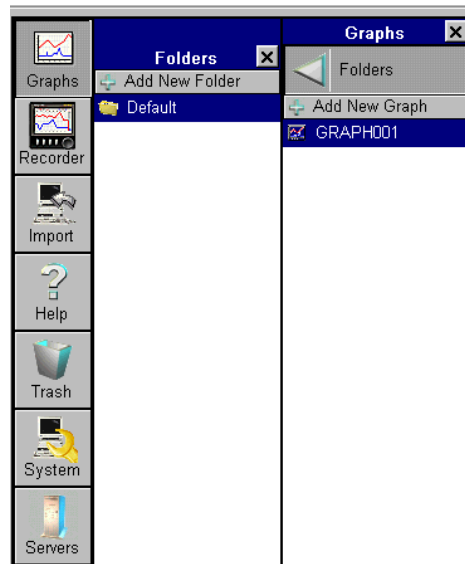 Graphs
Recorder
Import
Help
Trash
System
Servers
Folders
Add New Folder
Default
Graphs
Folders
Add New Graph
GRAPH001